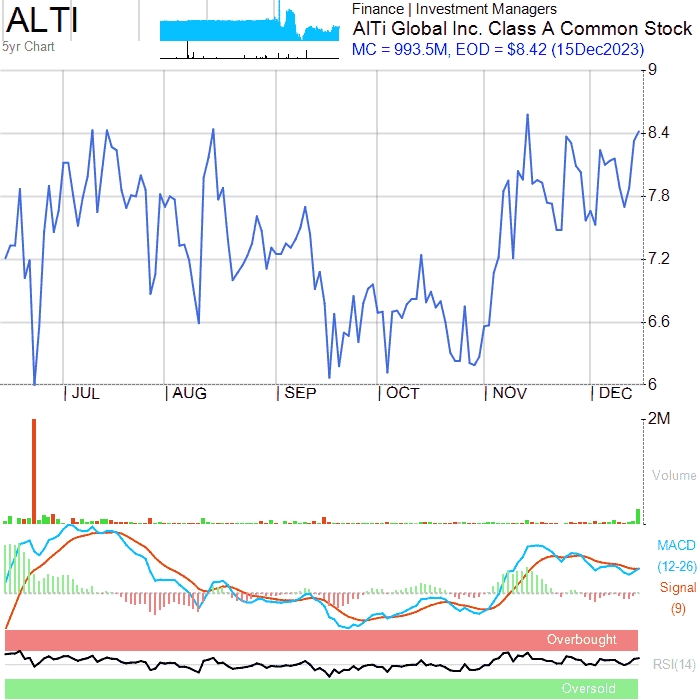 ALTI
5yr Chart
Finance | Investment Managers
AlTi Global Inc. Class A Common Stock
MC = 993.5M, EOD = $8.42 (15Dec2023)
9
8.4
7.8
7.2
6.6
6
JUL AUG SEP OCT NOV DEC
2M
Volume
MACD
(12-26)
Signal
(9)
Overbought
RSI(14)
Oversold